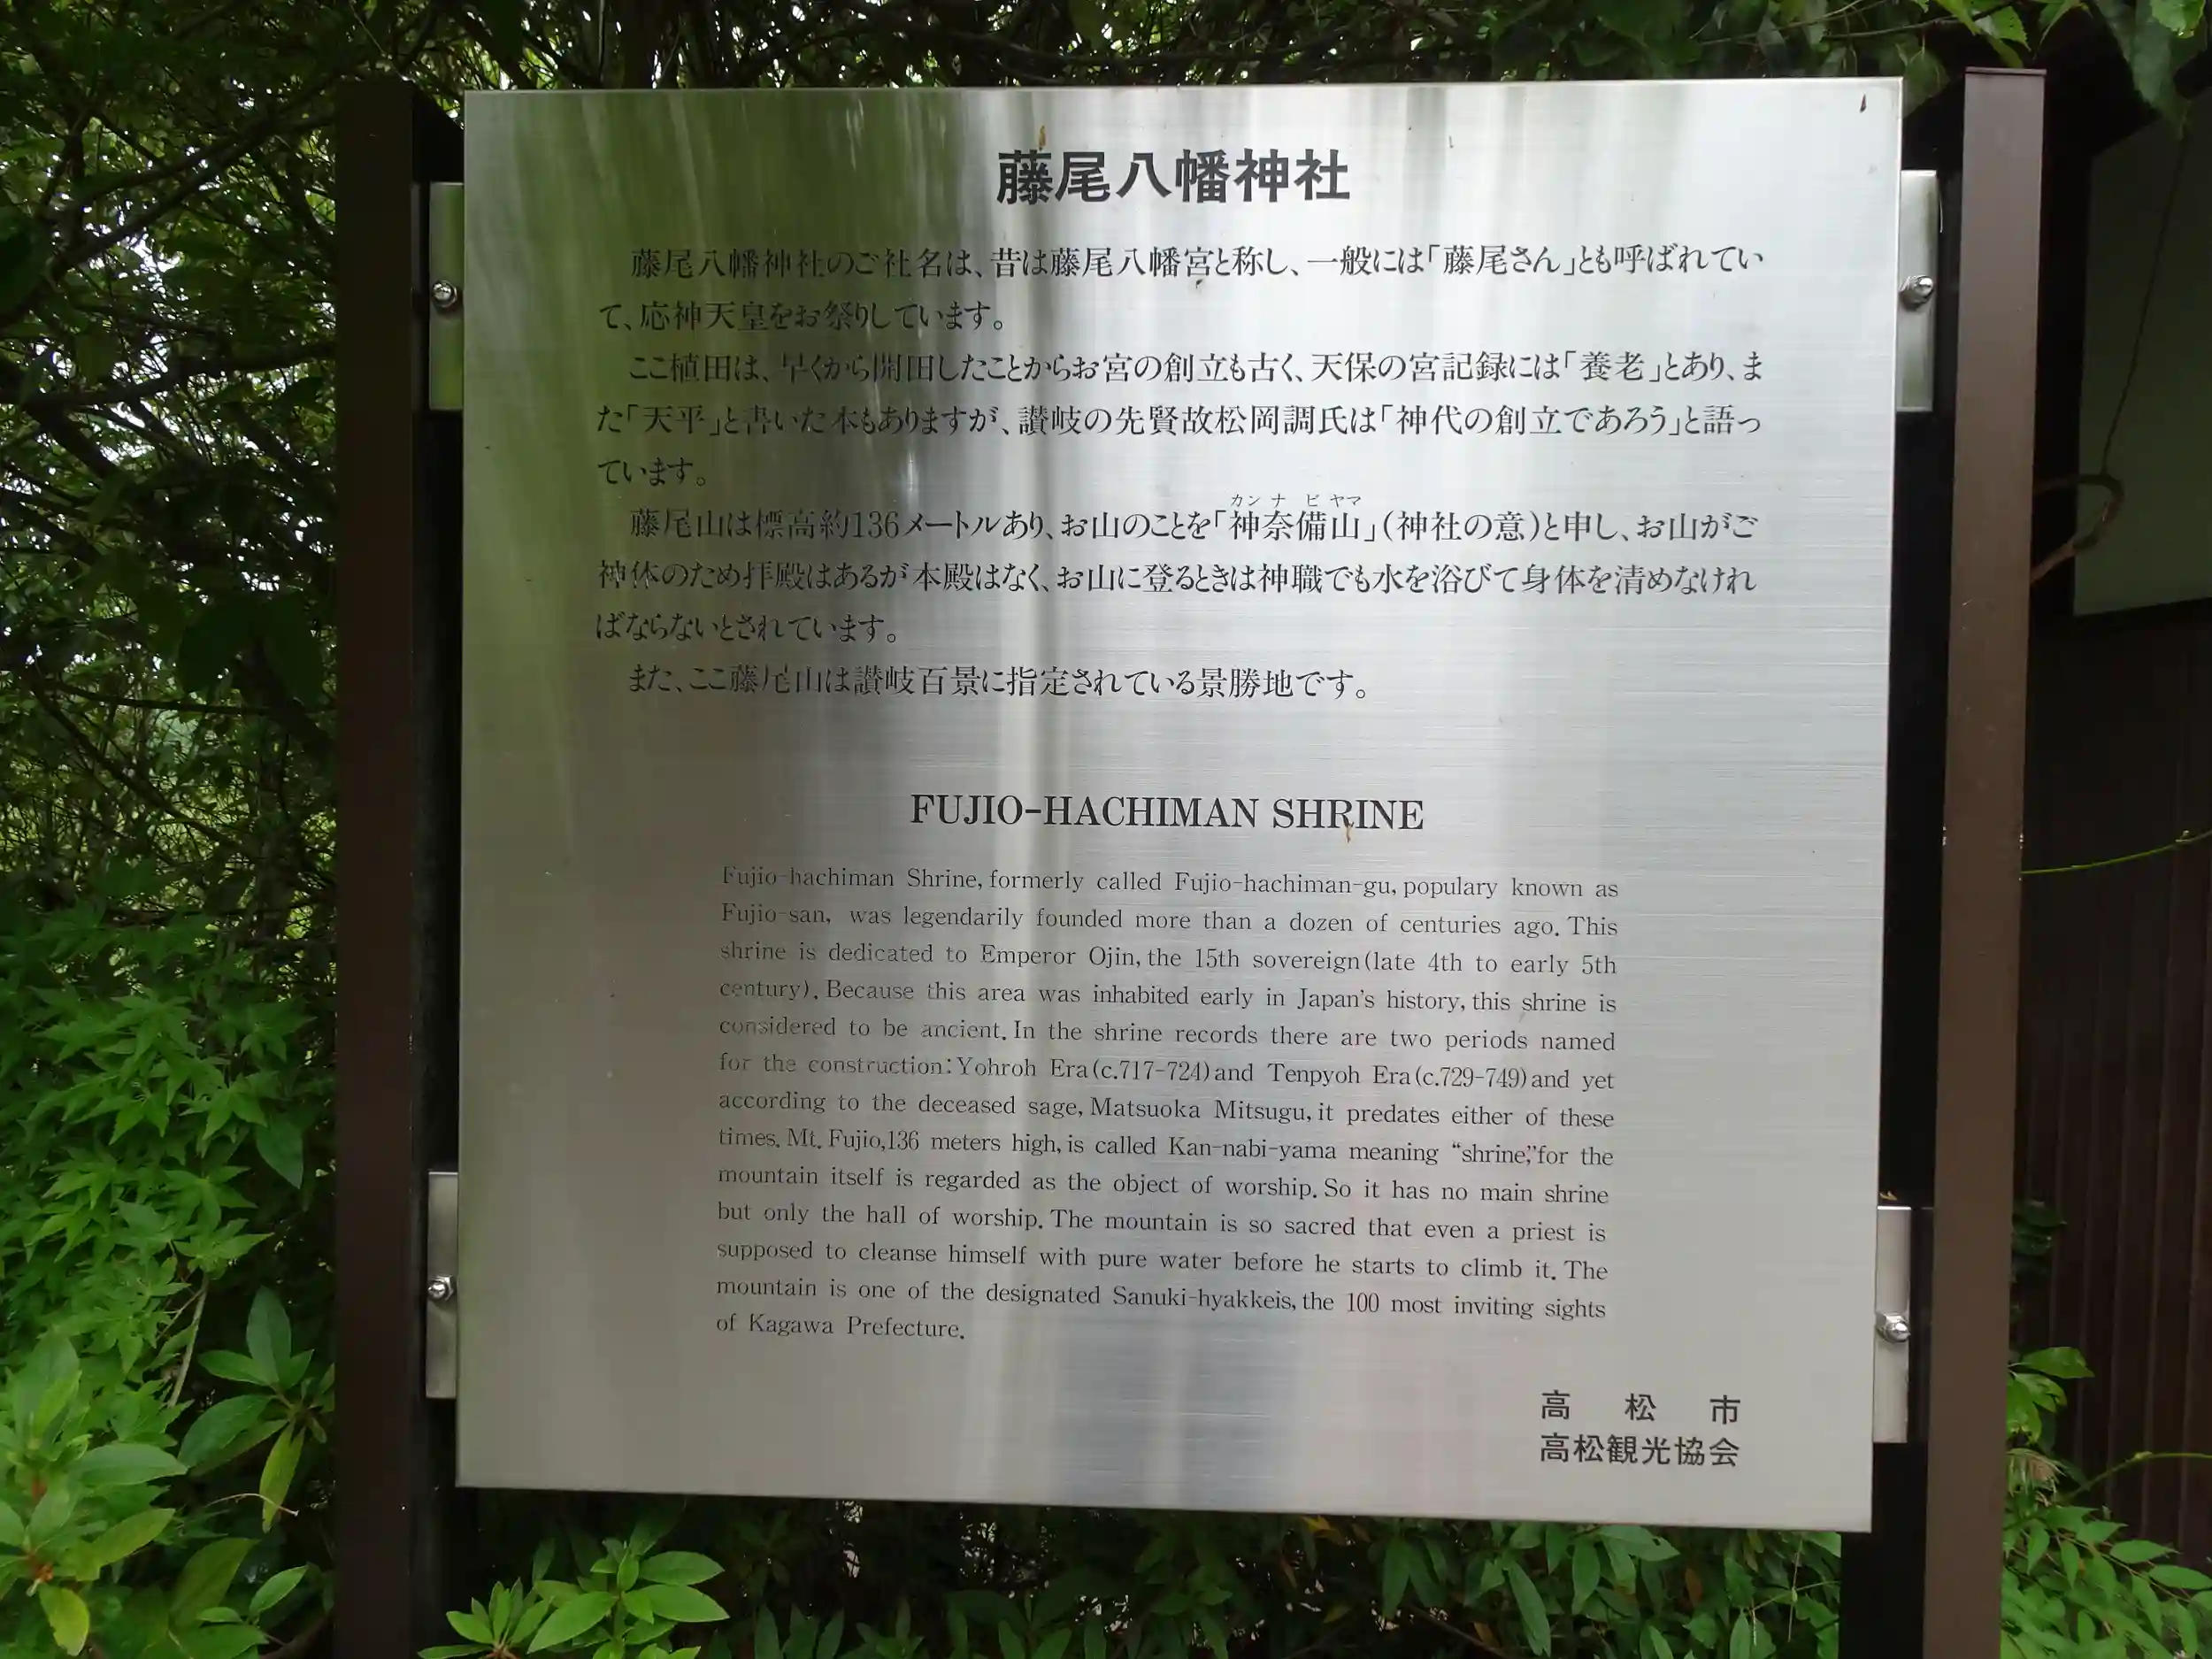 藤尾八幡神社
藤尾八幡神社のご社名は、昔は藤尾八幡宮と称し、一般には「藤尾さん」とも呼ばれてい
て、応神天皇をお祭りしています。
ここ植田は、早くから開田したことからお宮の創立も古く、天保の宮記録には「養老」とあり、ま
た「天平」と書いた本もありますが、讃岐の先賢故松岡調氏は「神代の創立であろう」と語っ
ています。
カン ナ ビ ヤマ
藤尾山は標高約136メートルあり、お山のことを「神奈備山」(神社の意)と申し、お山がご
神体のため拝殿はあるが本殿はなく、お山に登るときは神職でも水を浴びて身体を清めなけれ
ばならないとされています。
また、ここ藤尾山は讃岐百景に指定されている景勝地です。
FUJIO-HACHIMAN SHRINE
Fujio-hachiman Shrine, formerly called Fujio-hachiman-gu, populary known as
Fujio-san, was legendarily founded more than a dozen of centuries ago. This
shrine is dedicated to Emperor Ojin, the 15th sovereign(late 4th to early 5th
century). Because this area was inhabited early in Japan's history, this shrine is
considered to be ancient. In the shrine records there are two periods named
for the construction: Yohroh Era(c.717-724)and Tenpyoh Era(c.729-749)and yet
according to the deceased sage, Matsuoka Mitsugu, it predates either of these
times. Mt. Fujio,136 meters high, is called Kan-nabi-yama meaning “shrine,”for the
mountain itself is regarded as the object of worship. So it has no main shrine
but only the hall of worship. The mountain is so sacred that even a priest is
supposed to cleanse himself with pure water before he starts to climb it. The
mountain is one of the designated Sanuki-hyakkeis, the 100 most inviting sights
of Kagawa Prefecture.
高松市
高松観光協会